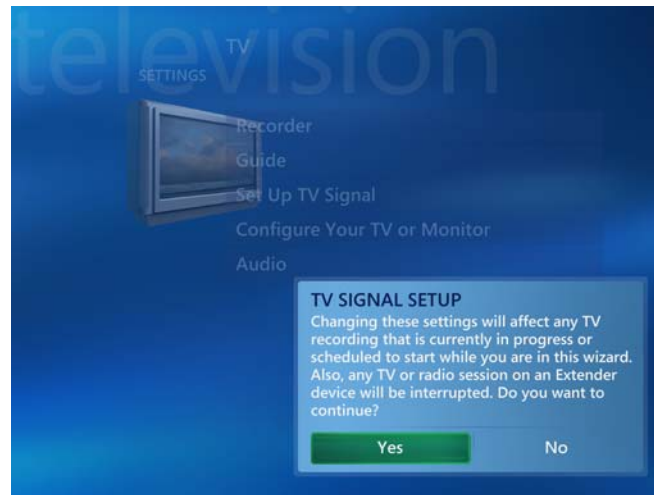 television
TV
SETTINGS
Recorder
Guide
Set Up TV Signal
Configure Your TV or Monitor
Audio
TV SIGNAL SETUP
Changing these settings will affect any TV
recording that is currently in progress or
scheduled to start while you are in this wizard.
Also, any TV or radio session on an Extender
device will be interrupted. Do you want to
continue?
Yes No